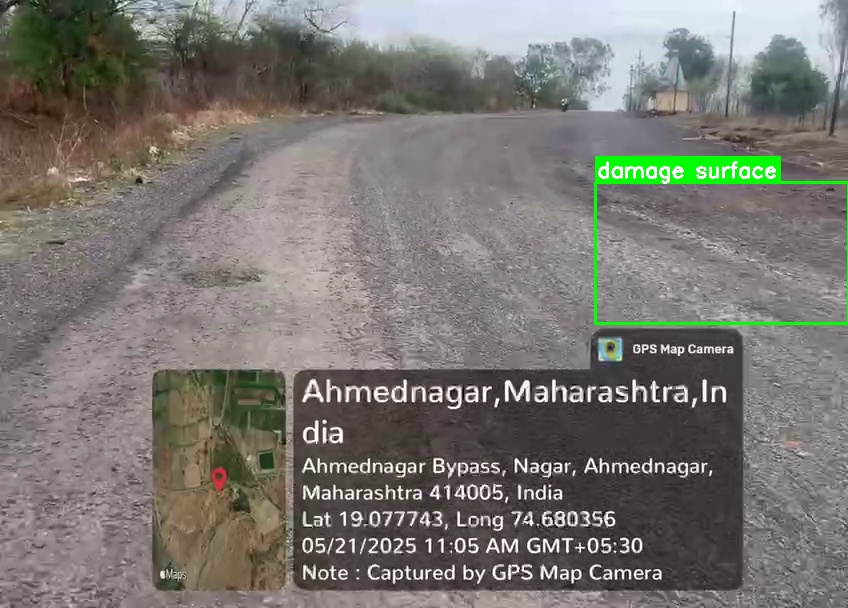 damage surface
GPS Map Camera
Ahmednagar,Maharashtra,In
dia
Ahmednagar Bypass, Nagar, Ahmednagar,
Maharashtra 414005, India
Lat 19.077743, Long 74.680356
05/21/2025 11:05 AM GMT+05:30
Note : Captured by GPS Map Camera
Maps